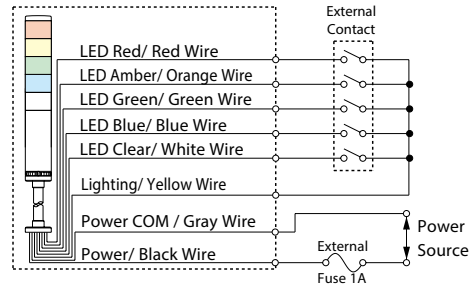 External
Contact
LED Red/ Red Wire
LED Amber/ Orange Wire
LED Green/ Green Wire
LED Blue/ Blue Wire
LED Clear/ White Wire
Lighting/ Yellow Wire
Power COM / Gray Wire
Power/ Black Wire
External
Fuse 1A
Power
Source